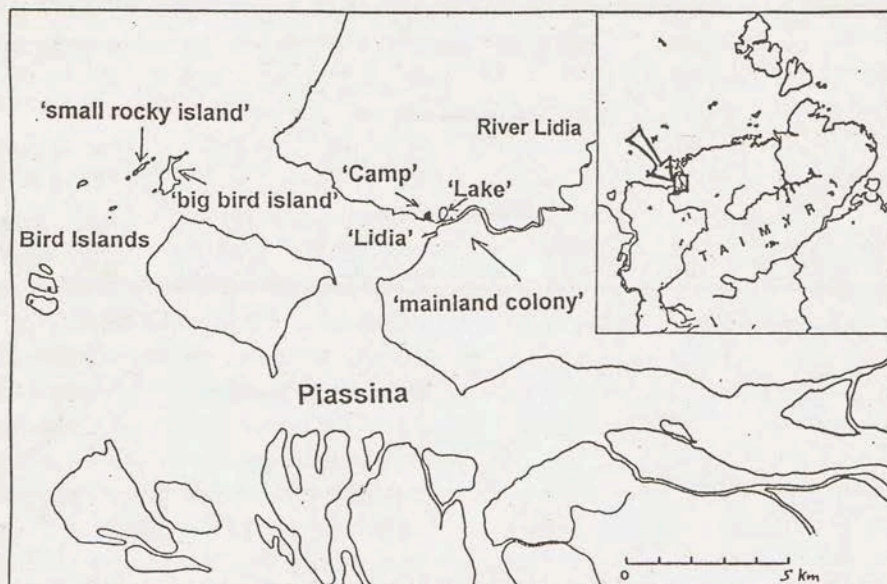 'small rocky island'
River Lidia
'Camp'
'Lake'
'big bird island'
'Lidia'
Bird Islands
'mainland colony'
TAIMYR
Piassina
0 5 km